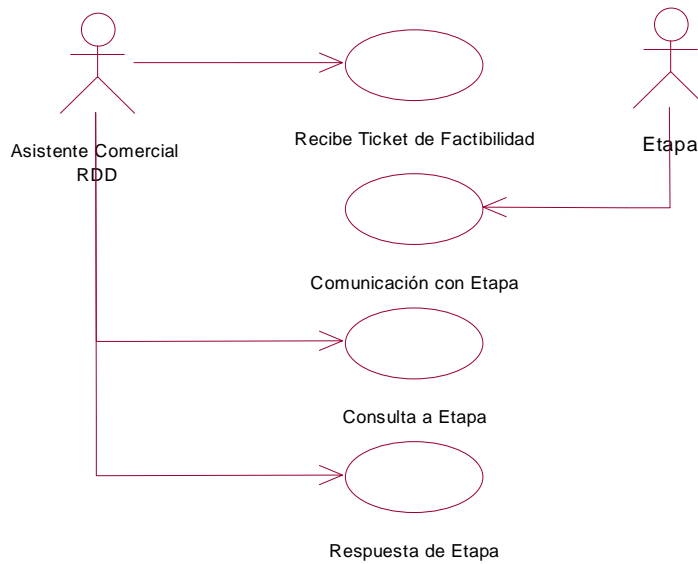 Recibe Ticket de Factibilidad
Asistente Comercial
RDD
Etapa
Comunicación con Etapa
Consulta a Etapa
Respuesta de Etapa